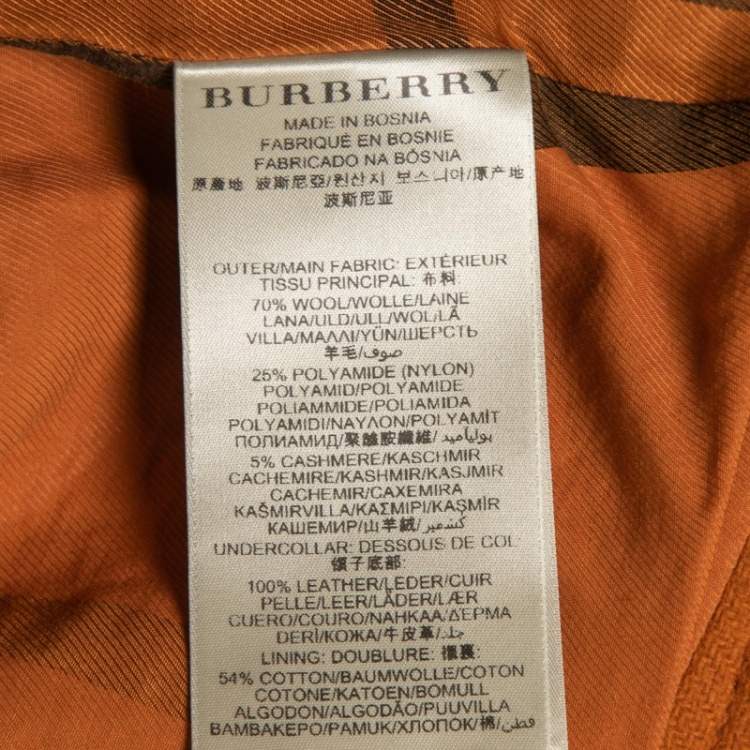 BURBERRY
MADE IN BOSNIA
FABRIQUÉ EN BOSNIE
FABRICADO NA BÓSNIA
原產地 波斯尼亞/원산지 보스니아/原产地
波斯尼亚
OUTER/MAIN FABRIC: EXTÉRIEUR
TISSU PRINCIPAL: 布料:
70% WOOL/WOLLE/LAINE
LANA/ULD/ULL/WOL/LÃ
VILLA/ΜΑΛΛΙ/YÜN/ШЕРСТЬ
羊毛/صوف
25% POLYAMIDE (NYLON)
POLYAMID/POLYAMIDE
POLIAMMIDE/POLIAMIDA
POLYAMIDI/ΝΑΥΛΟΝ/POLYAMİT
ПОЛИАМИД/聚醯胺纖維/بوليأميد
5% CASHMERE/KASCHMIR
CACHEMIRE/KASHMIR/KASJMIR
CACHEMIR/CAXEMIRA
KAŠMIRVILLA/ΚΑΣΜΙΡΙ/KAŞMİR
КАШЕМИР/山羊絨/كشمير
UNDERCOLLAR: DESSOUS DE COL:
領子底部:
100% LEATHER/LEDER/CUIR
PELLE/LEER/LÄDER/LÆR
CUERO/COURO/NAHKAA/ΔΈΡΜΑ
DERİ/КОЖА/牛皮革/جلد
LINING: DOUBLURE: 襯裏:
54% COTTON/BAUMWOLLE/COTON
COTONE/KATOEN/BOMULL
ALGODON/ALGODÃO/PUUVILLA
ΒΑΜΒΑΚΕΡΟ/PAMUK/ХЛОПОК/棉/قطن